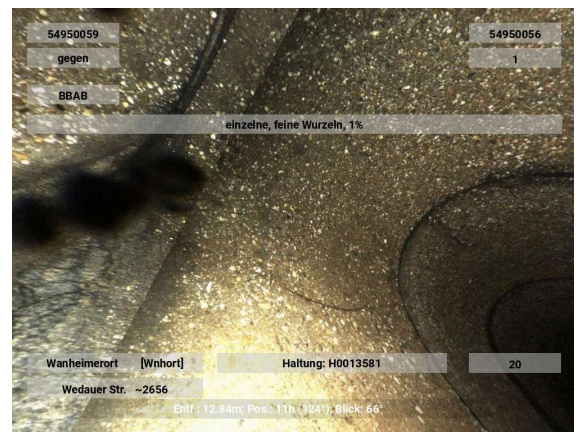 54950059 54950056
gegen 1
BBAB
einzelne, feine Wurzeln, 1%
Wanheimerort [Wnhort] Haltung: H0013581 20
Wedauer Str. ~2656
Entf.: 12.84m; Pos.: 11h (124°); Blick: 66°